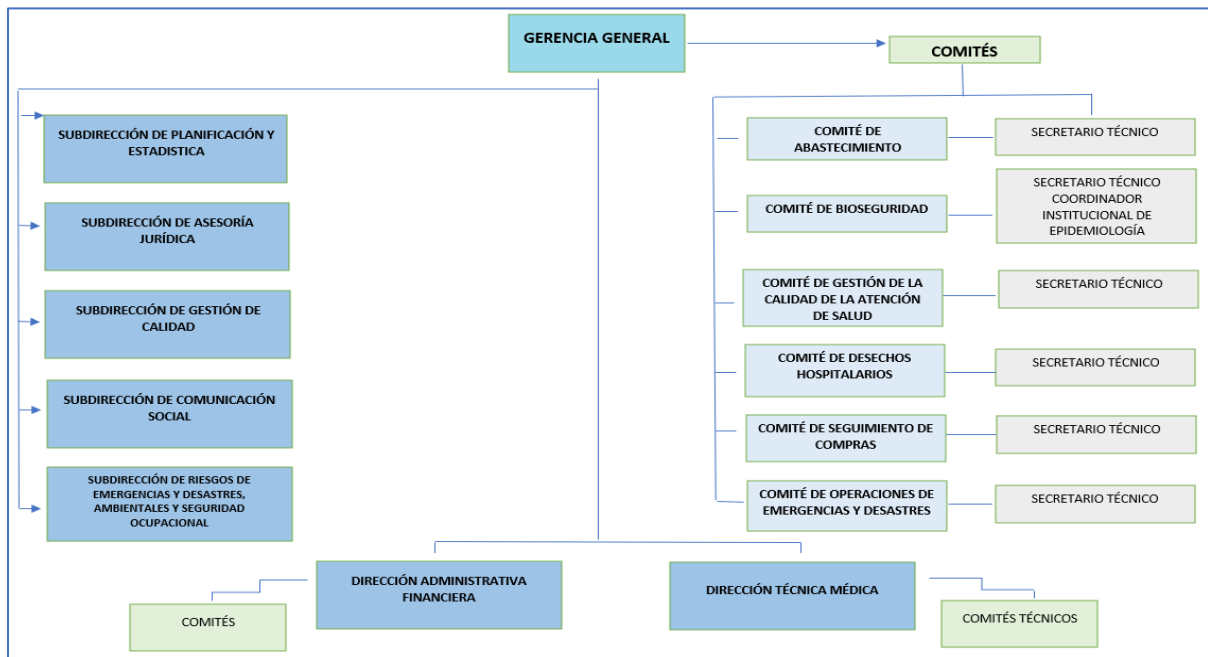 GERENCIA GENERAL
COMITÉS
SUBDIRECCIÓN DE PLANIFICACIÓN Y
ESTADISTICA
SUBDIRECCIÓN DE ASESORÍA
JURÍDICA
SUBDIRECCIÓN DE GESTIÓN DE
CALIDAD
SUBDIRECCIÓN DE COMUNICACIÓN
SOCIAL
SUBDIRECCIÓN DE RIESGOS DE
EMERGENCIAS Y DESASTRES,
AMBIENTALES Y SEGURIDAD
OCUPACIONAL
COMITÉ DE
ABASTECIMIENTO
SECRETARIO TÉCNICO
COMITÉ DE BIOSEGURIDAD
SECRETARIO TÉCNICO
COORDINADOR
INSTITUCIONAL DE
EPIDEMIOLOGÍA
COMITÉ DE GESTIÓN DE LA
CALIDAD DE LA ATENCIÓN
DE SALUD
SECRETARIO TÉCNICO
COMITÉ DE DESECHOS
HOSPITALARIOS
SECRETARIO TÉCNICO
COMITÉ DE SEGUIMIENTO DE
COMPRAS
SECRETARIO TÉCNICO
COMITÉ DE OPERACIONES DE
EMERGENCIAS Y DESASTRES
SECRETARIO TÉCNICO
DIRECCIÓN ADMINISTRATIVA
FINANCIERA
DIRECCIÓN TÉCNICA MÉDICA
COMITÉS
COMITÉS TÉCNICOS